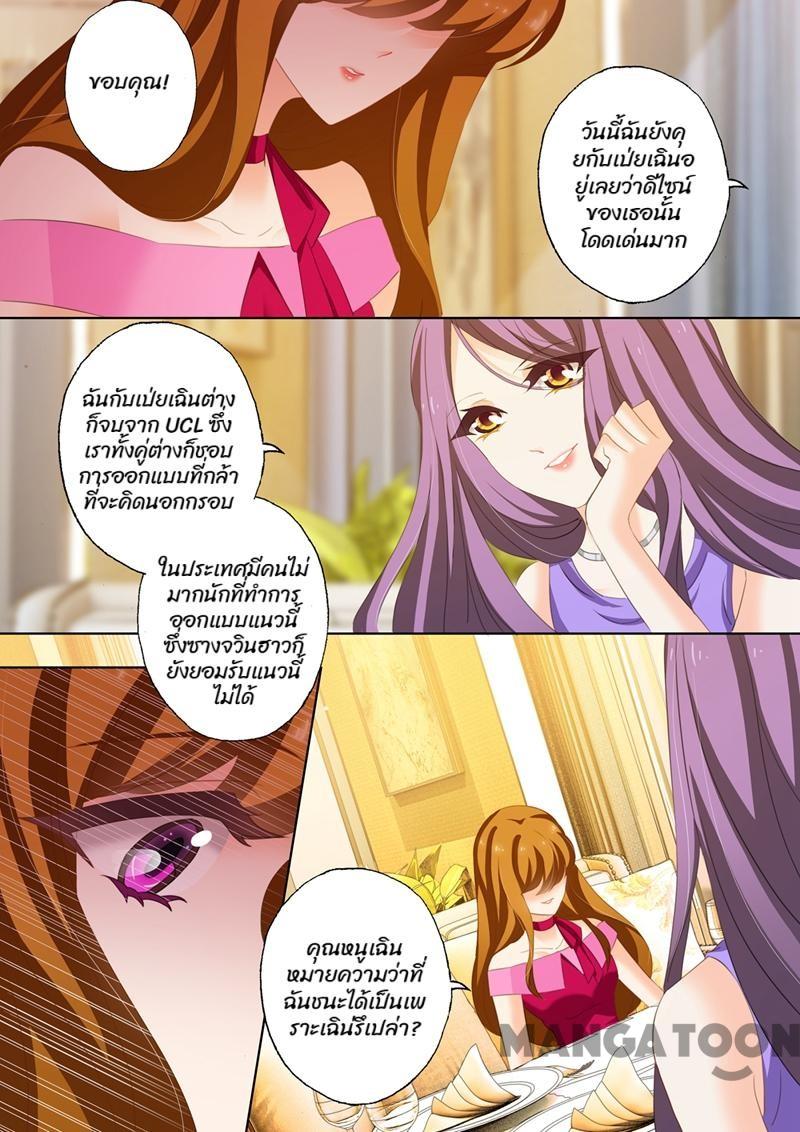 ขอบคุณ!
วันนี้ฉันยังคุ
ยกับเป่ยเฉินอ
ยู่เลยว่าดีไซน์
ของเธอนั้น
โดดเด่นมาก
ฉันกับเป่ยเฉินต่าง
ก็จบจาก UCL ซึ่ง
เราทั้งคู่ต่างก็ชอบ
การออกแบบที่กล้า
ที่จะคิดนอกกรอบ
ในประเทศมีคนไม่
มากนักที่ทำการ
ออกแบบแนวนี้
ซึ่งซางจวินฮาวก็
ยังยอมรับแนวนี้
ไม่ได้
คุณหนูเฉิน
หมายความว่าที่
ฉันชนะได้เป็นเพ
ราะเฉินรึเปล่า?
MANGATOON